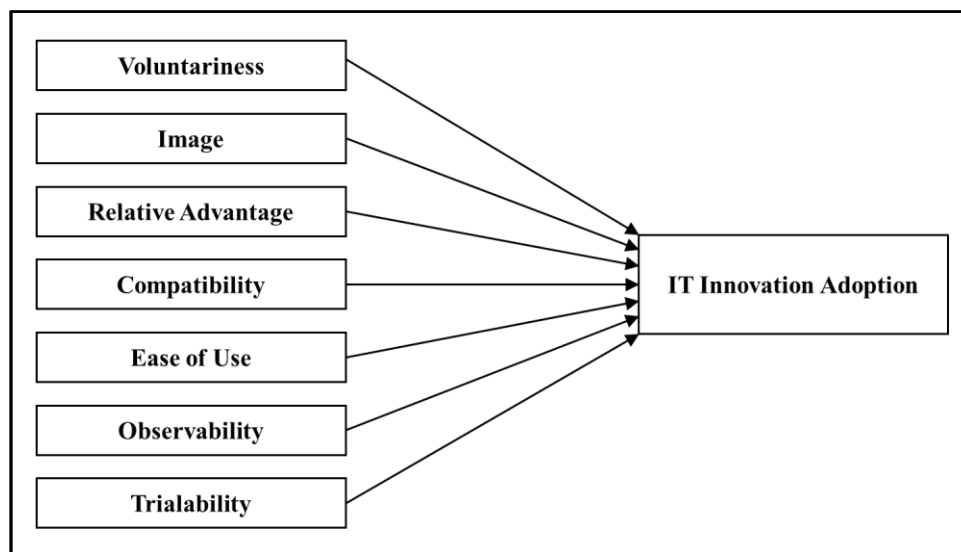 Voluntariness
Image
Relative Advantage
Compatibility
Ease of Use
Observability
Trialability
IT Innovation Adoption